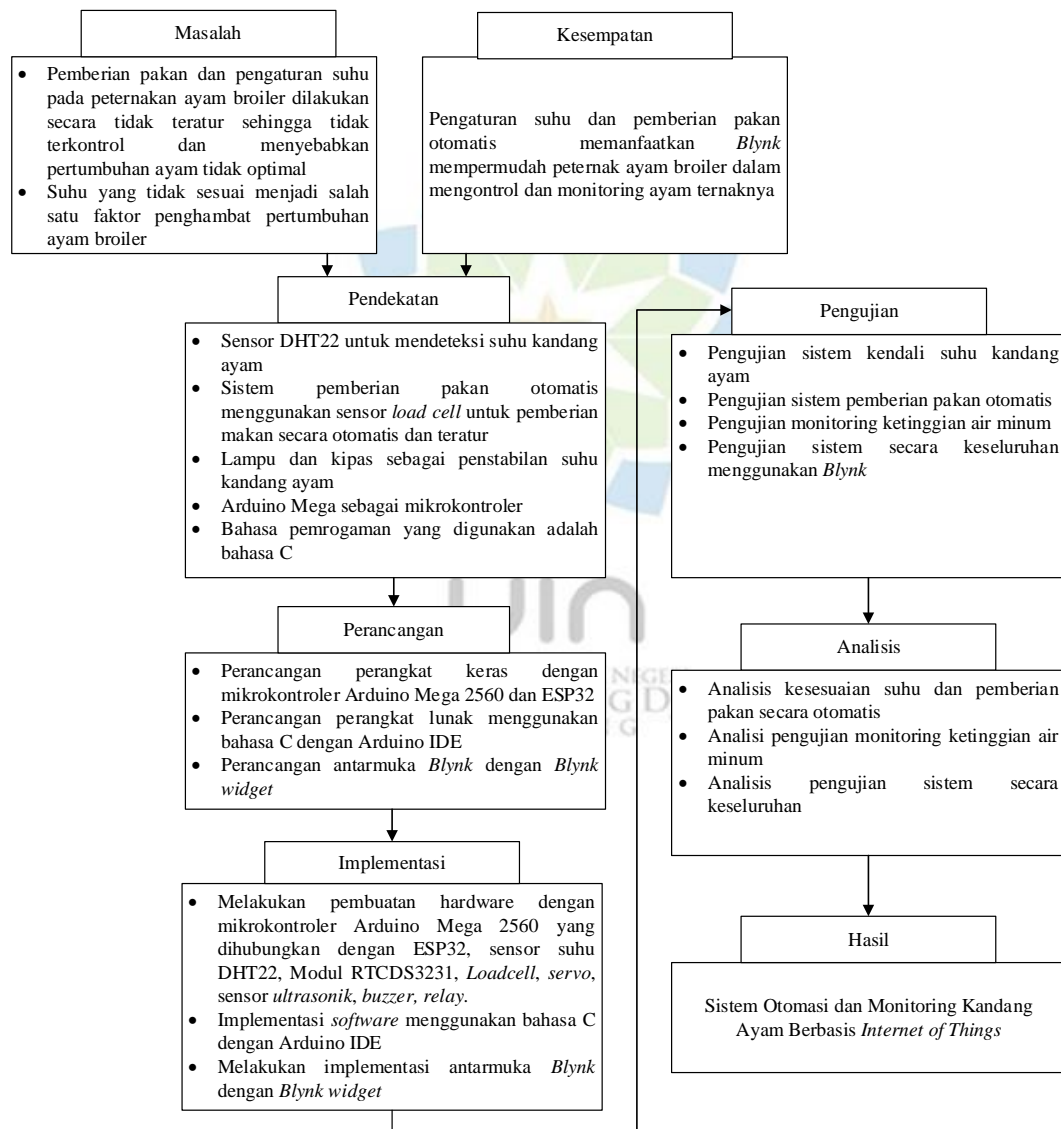 Masalah
• Pemberian pakan dan pengaturan suhu
pada peternakan ayam broiler dilakukan
secara tidak teratur sehingga tidak
terkontrol dan menyebabkan
pertumbuhan ayam tidak optimal
• Suhu yang tidak sesuai menjadi salah
satu faktor penghambat pertumbuhan
ayam broiler
Kesempatan
Pengaturan suhu dan pemberian pakan
otomatis memanfaatkan Blynk
mempermudah peternak ayam broiler dalam
mengontrol dan monitoring ayam ternaknya
Pendekatan
• Sensor DHT22 untuk mendeteksi suhu kandang
ayam
• Sistem pemberian pakan otomatis
menggunakan sensor load cell untuk pemberian
makan secara otomatis dan teratur
• Lampu dan kipas sebagai penstabilan suhu
kandang ayam
• Arduino Mega sebagai mikrokontroler
• Bahasa pemrogaman yang digunakan adalah
bahasa C
Perancangan
• Perancangan perangkat keras dengan
mikrokontroler Arduino Mega 2560 dan ESP32
• Perancangan perangkat lunak menggunakan
bahasa C dengan Arduino IDE
• Perancangan antarmuka Blynk dengan Blynk
widget
Implementasi
• Melakukan pembuatan hardware dengan
mikrokontroler Arduino Mega 2560 yang
dihubungkan dengan ESP32, sensor suhu
DHT22, Modul RTCDS3231, Loadcell, servo,
sensor ultrasonik, buzzer, relay.
• Implementasi software menggunakan bahasa C
dengan Arduino IDE
• Melakukan implementasi antarmuka Blynk
dengan Blynk widget
Pengujian
• Pengujian sistem kendali suhu kandang
ayam
• Pengujian sistem pemberian pakan otomatis
• Pengujian monitoring ketinggian air minum
• Pengujian sistem secara keseluruhan
menggunakan Blynk
Analisis
• Analisis kesesuaian suhu dan pemberian
pakan secara otomatis
• Analisi pengujian monitoring ketinggian air
minum
• Analisis pengujian sistem secara
keseluruhan
Hasil
Sistem Otomasi dan Monitoring Kandang
Ayam Berbasis Internet of Things
uin